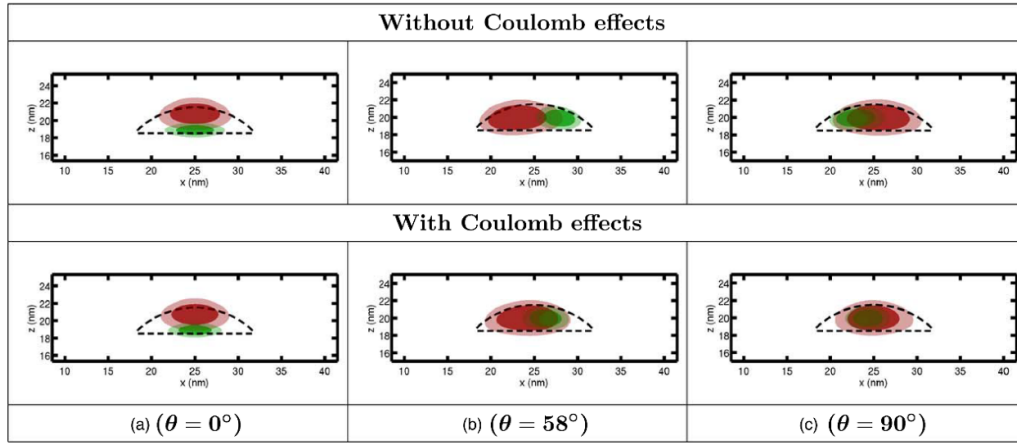 Without Coulomb effects
24
22
20
18
16
z (nm)
10 15 20 25 30 35 40
x (nm)
24
22
20
18
16
z (nm)
10 15 20 25 30 35 40
x (nm)
24
22
20
18
16
z (nm)
10 15 20 25 30 35 40
x (nm)
With Coulomb effects
24
22
20
18
16
z (nm)
10 15 20 25 30 35 40
x (nm)
24
22
20
18
16
z (nm)
10 15 20 25 30 35 40
x (nm)
24
22
20
18
16
z (nm)
10 15 20 25 30 35 40
x (nm)
(a) (θ = 0°)
(b) (θ = 58°)
(c) (θ = 90°)